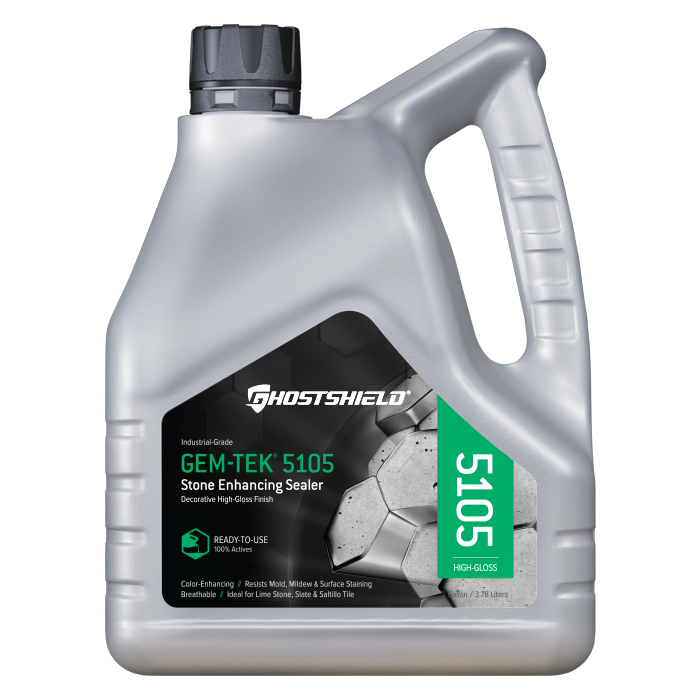 GHOSTSHIELD®
Industrial-Grade
GEM-TEK® 5105
Stone Enhancing Sealer
Decorative High-Gloss Finish
READY-TO-USE
100% Actives
Color-Enhancing // Resists Mold, Mildew & Surface Staining
Breathable // Ideal for Lime Stone, Slate & Saltillo Tile
5105
HIGH-GLOSS
/ 3.78 Liters